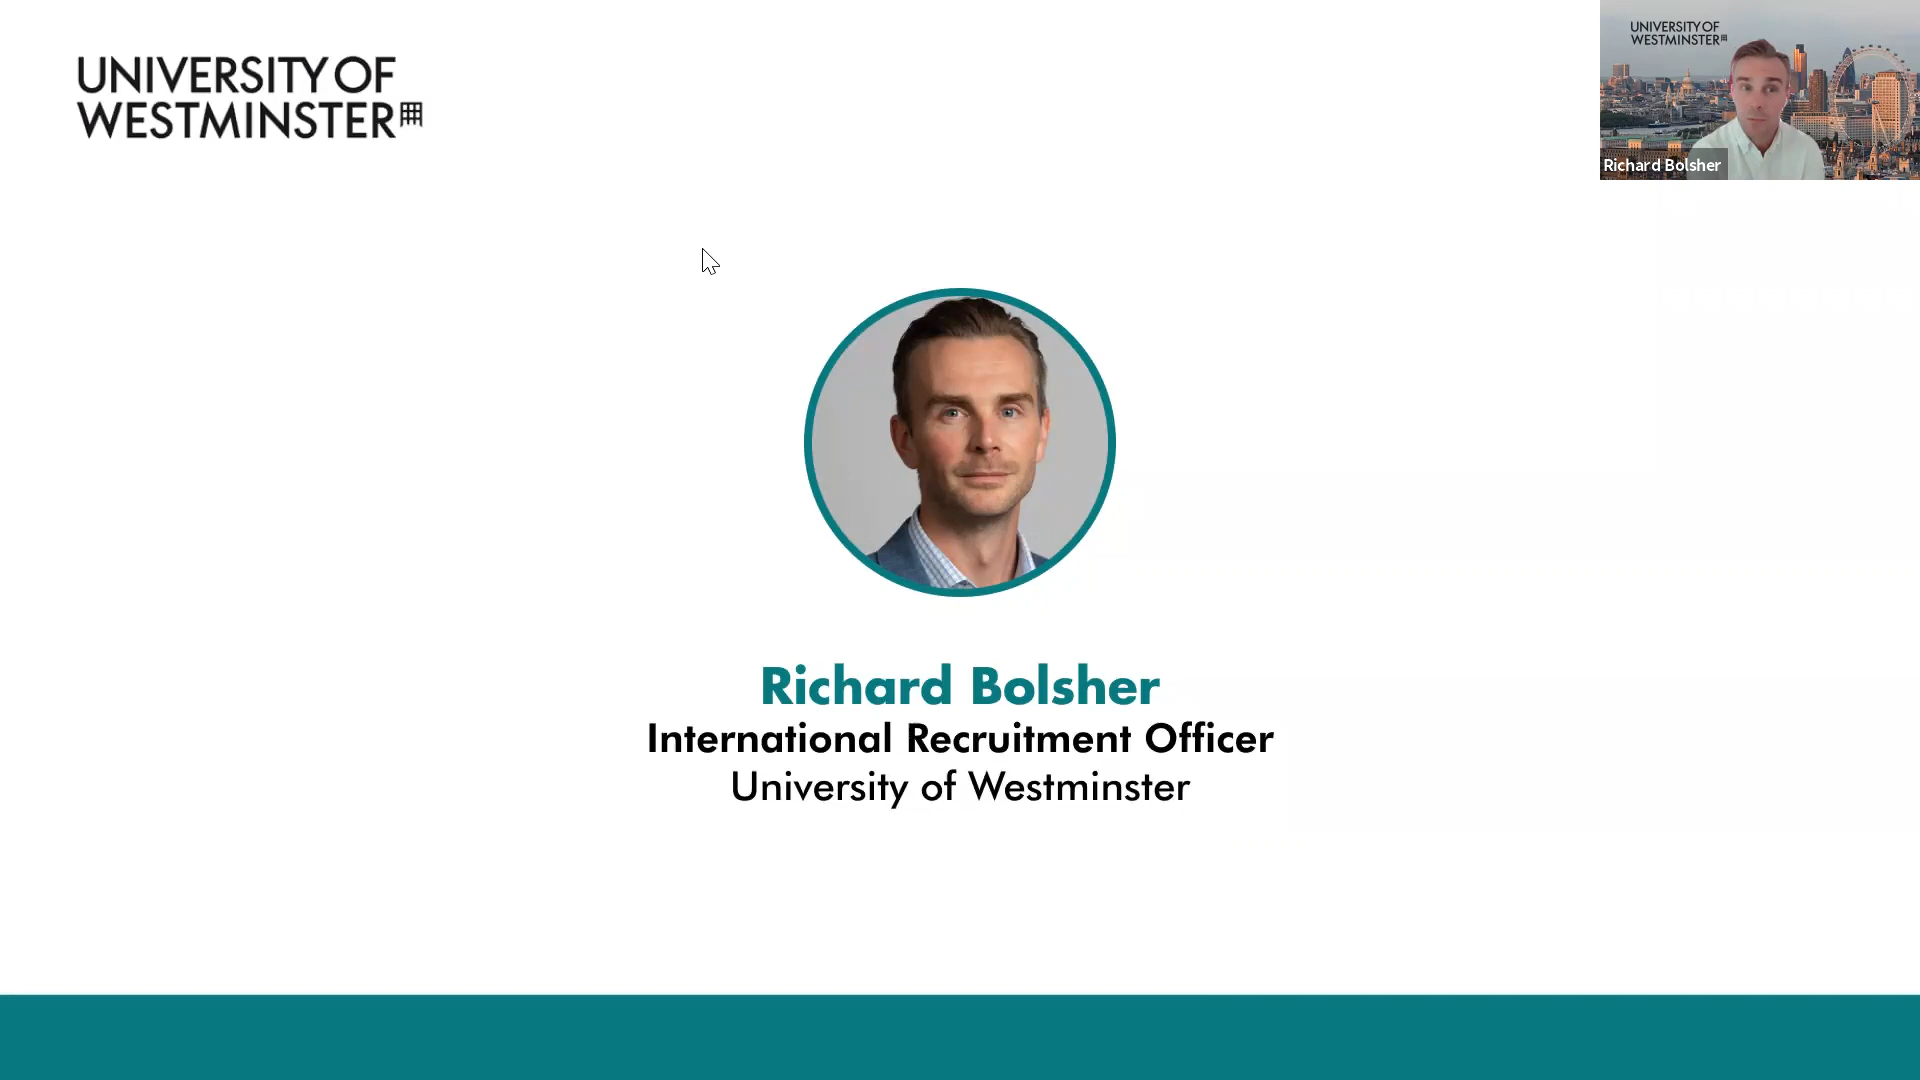 UNIVERSITY OF
WESTMINSTER
UNIVERSITY OF
WESTMINSTER
Richard Bolsher
Richard Bolsher
International Recruitment Officer
University of Westminster